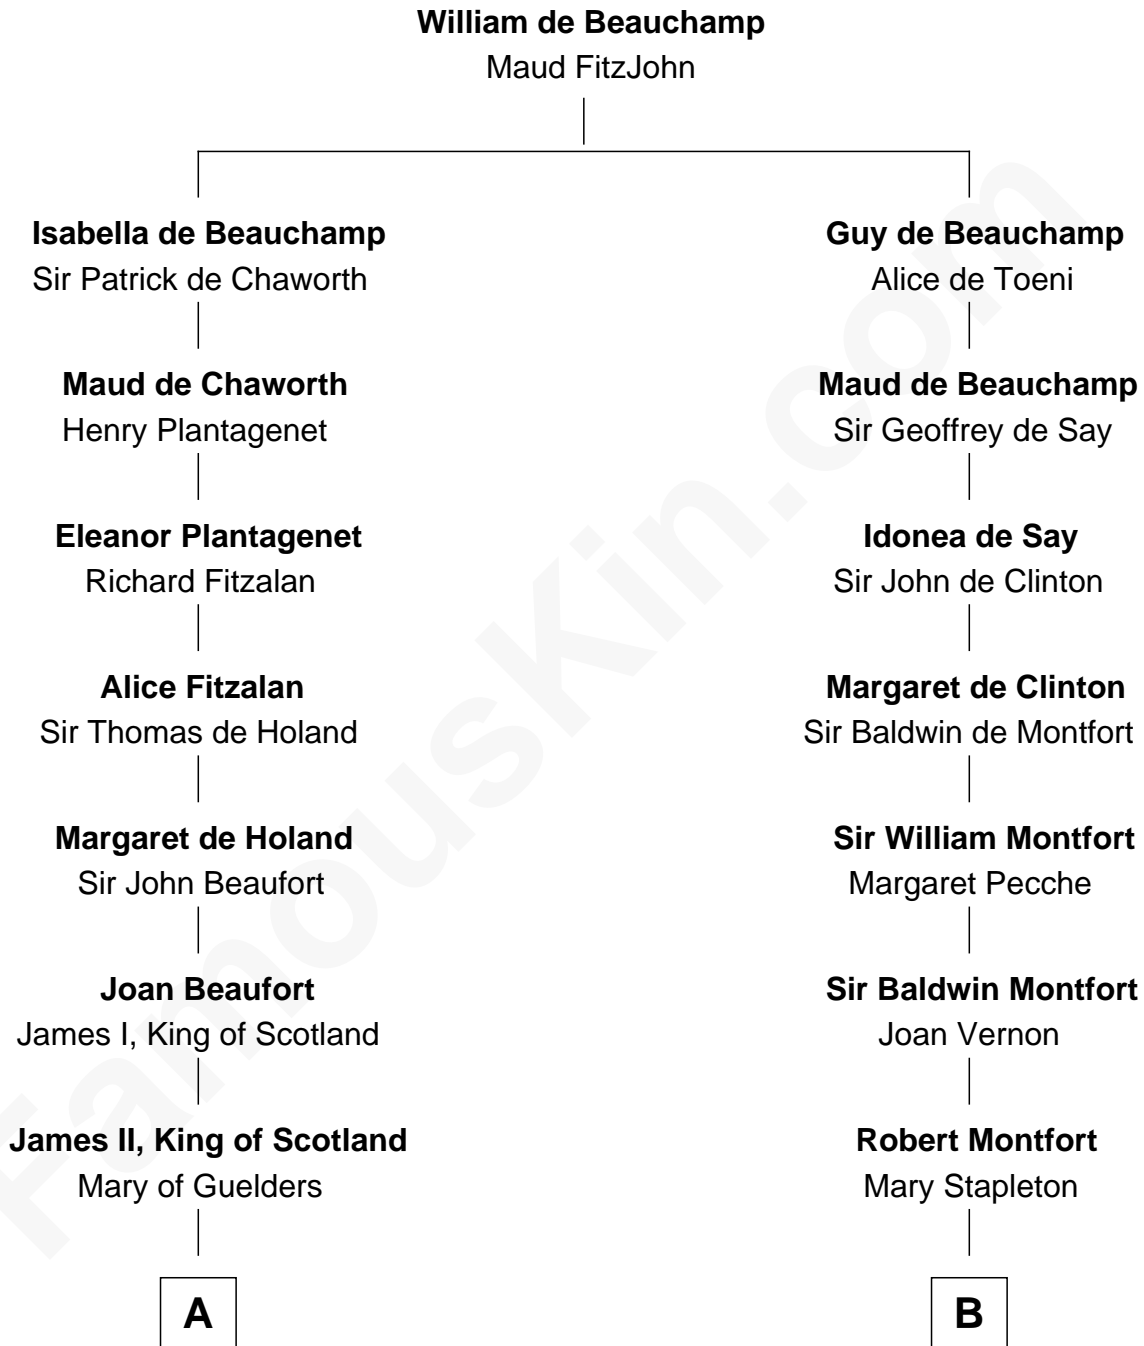 William de Beauchamp
Maud FitzJohn
Isabella de Beauchamp
Sir Patrick de Chaworth
Guy de Beauchamp
Alice de Toeni
Maud de Chaworth
Henry Plantagenet
Maud de Beauchamp
Sir Geoffrey de Say
Eleanor Plantagenet
Richard Fitzalan
Idonea de Say
Sir John de Clinton
Alice Fitzalan
Sir Thomas de Holand
Margaret de Clinton
Sir Baldwin de Montfort
Margaret de Holand
Sir John Beaufort
Sir William Montfort
Margaret Pecche
Joan Beaufort
James I, King of Scotland
Sir Baldwin Montfort
Joan Vernon
James II, King of Scotland
Mary of Guelders
Robert Montfort
Mary Stapleton
A
B
FamousKin.com